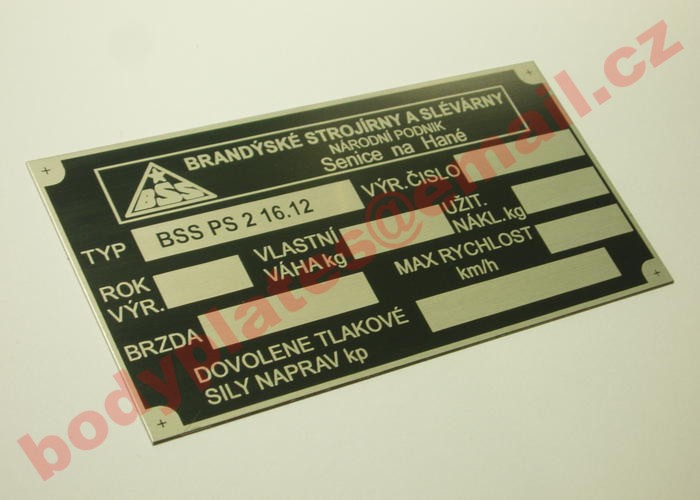 BRANDÝSKÉ STROJÍRNY A SLÉVÁRNY
NÁRODNÍ PODNIK
Senice na Hané
BSS
TYP BSS PS 2 16.12 VÝR. ČISLO
ROK VÝR. VLASTNÍ VÁHA kg UŽIT. NÁKL. kg
BRZDA MAX RYCHLOST km/h
DOVOLENE TLAKOVÉ
SILY NAPRAV kp
bodyplates@email.cz